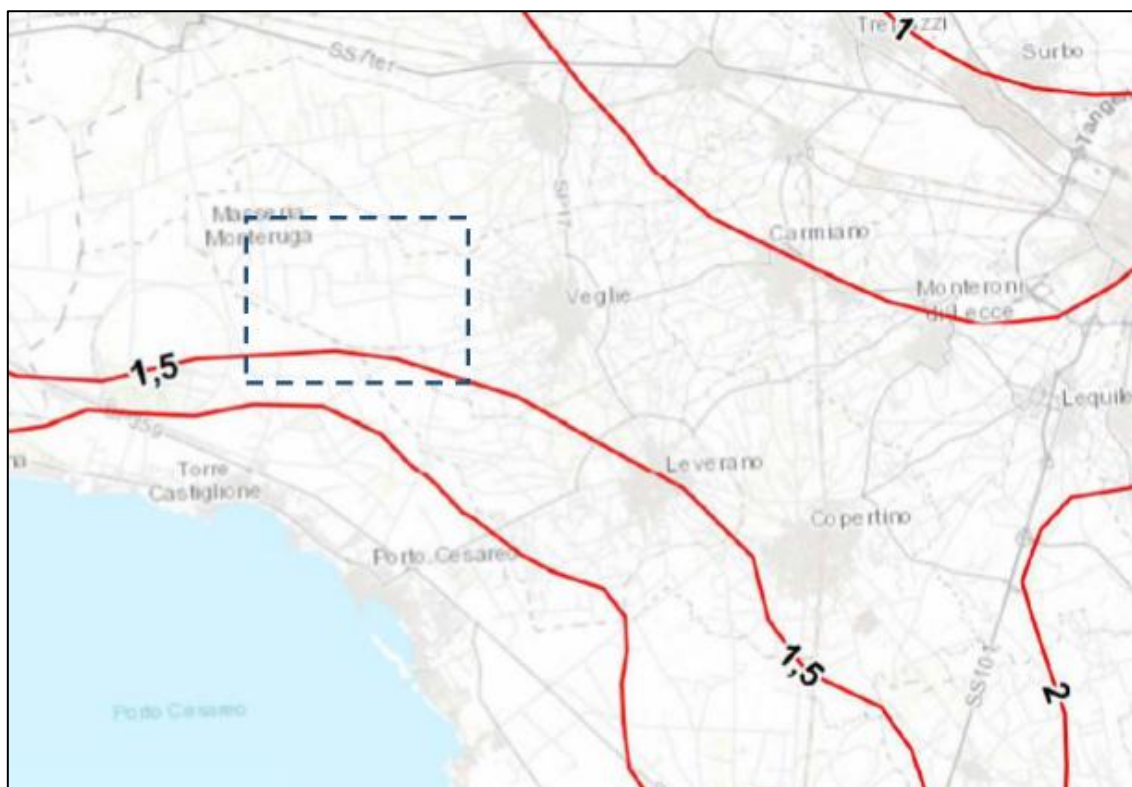 SS7ter
Trepuzzi
1
Surbo
Masseria
Monteruga
SP17
Carmiano
Veglie
Monteroni
di Lecce
1,5
Lequile
Torre
Castiglione
Leverano
Copertino
Porto Cesareo
1,5
SS101
2
Porto Cesareo